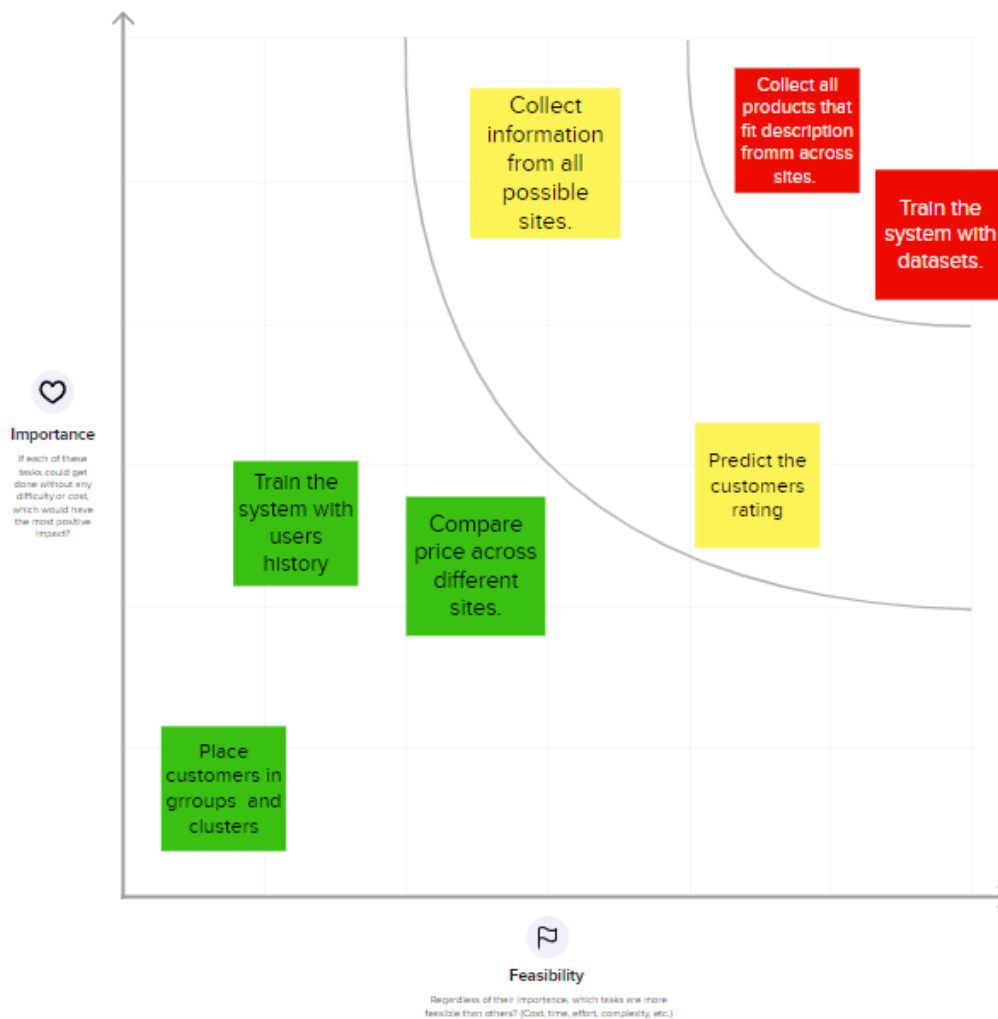 Collect
information
from all
possible
sites.
Collect all
products that
fit description
fromm across
sites.
Train the
system with
datasets.
Importance
If each of these
tasks could get
done without any
difficulty or cost,
which would have
the most positive
impact?
Train the
system with
users
history
Compare
price across
different
sites.
Predict the
customers
rating
Place
customers in
grroups and
clusters
Feasibility
Regardless of their importance, which tasks are more
feasible than others? (Cost, time, effort, complexity, etc.)